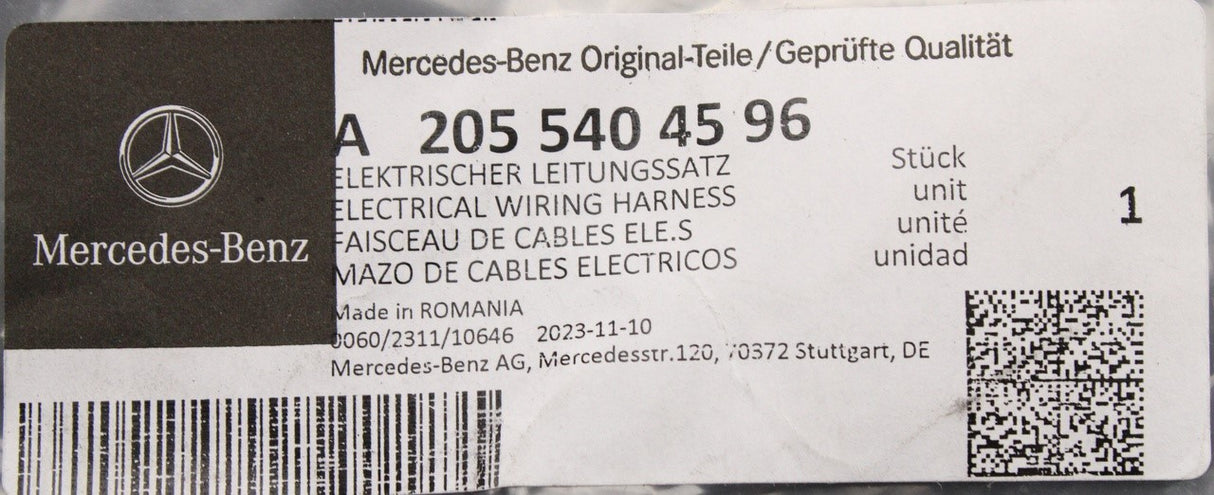 Mercedes-Benz Original-Teile/Geprüfte Qualität
A 205 540 45 96
ELEKTRISCHER LEITUNGSSATZ
ELECTRICAL WIRING HARNESS
FAISCEAU DE CABLES ELE.S
MAZO DE CABLES ELECTRICOS
Stück
unit
unité
unidad
1
Mercedes-Benz
Made in ROMANIA
0060/2311/10646 2023-11-10
Mercedes-Benz AG, Mercedesstr.120, 70372 Stuttgart, DE